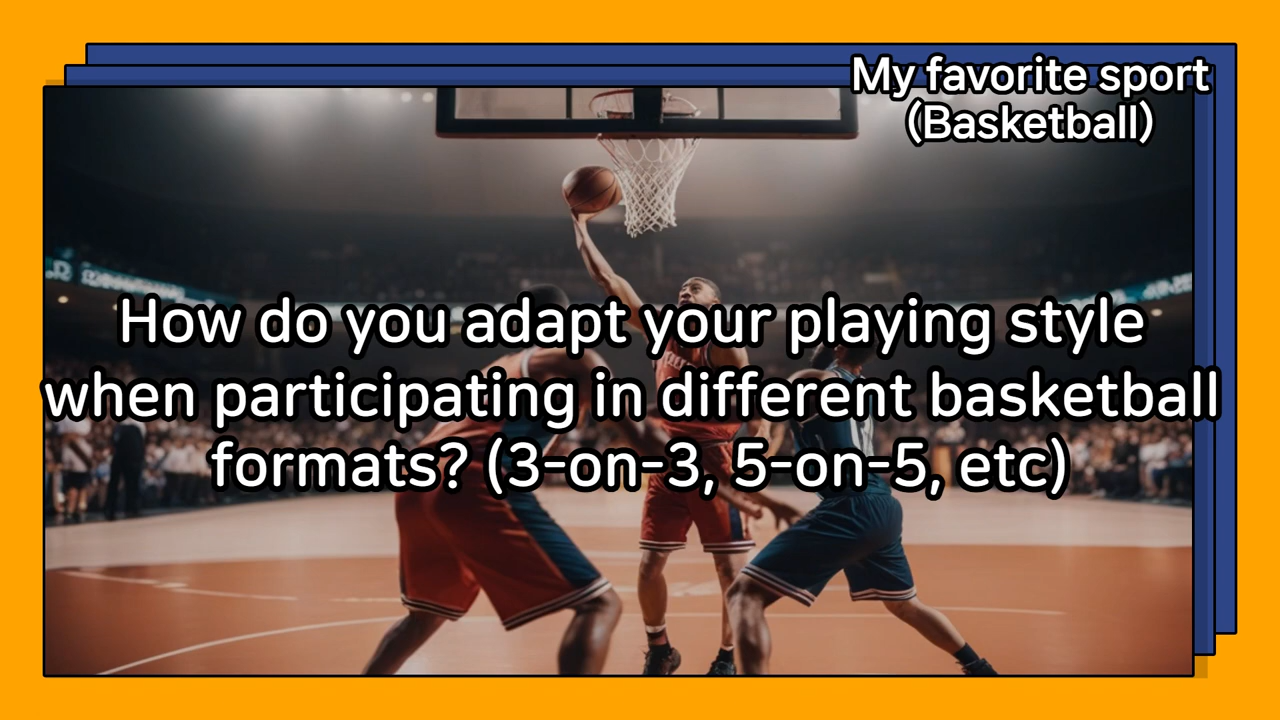 My favorite sport
(Basketball)
How do you adapt your playing style
when participating in different basketball
formats? (3-on-3, 5-on-5, etc)